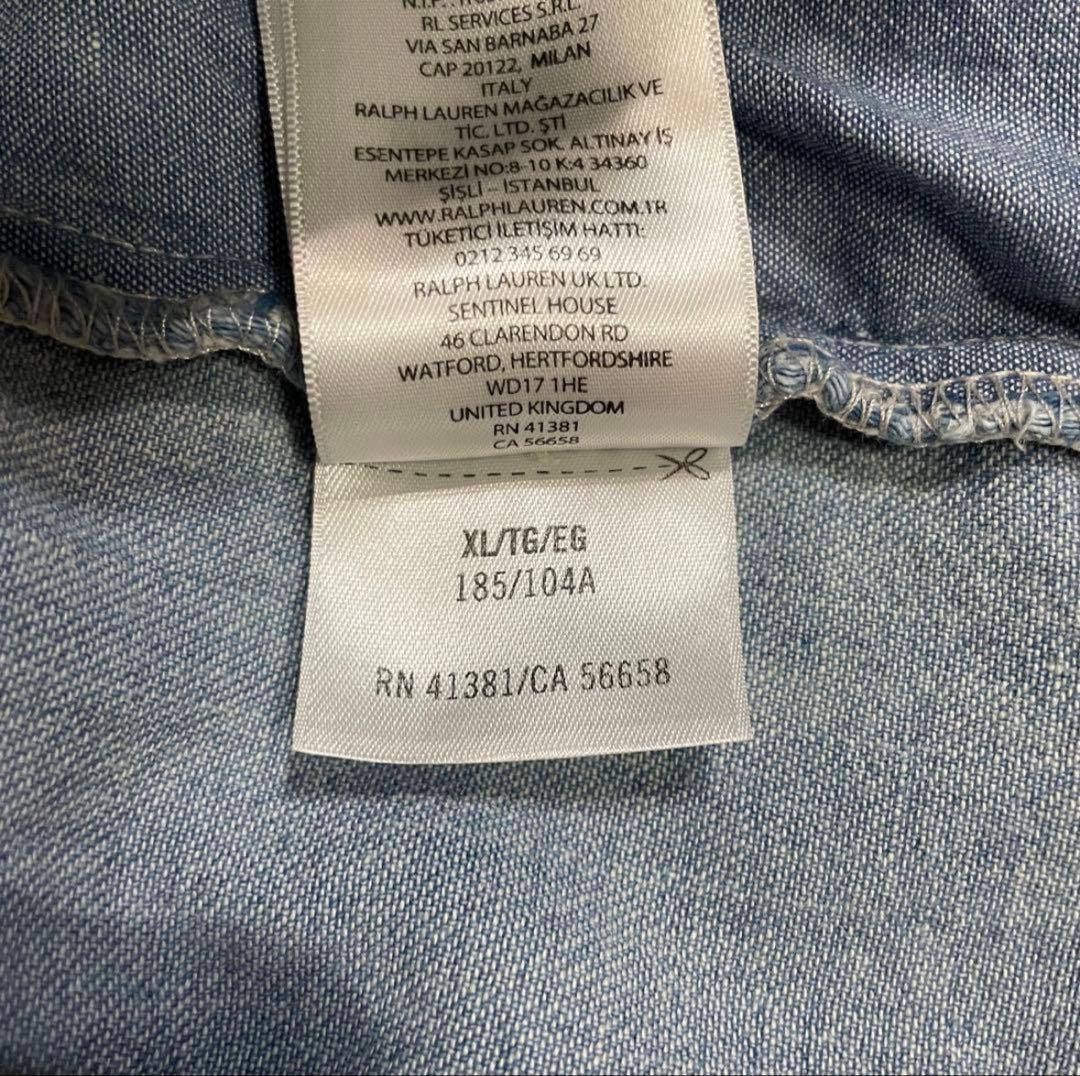 RL SERVICES S.R.L.
VIA SAN BARNABA 27
CAP 20122, MILAN
ITALY
RALPH LAUREN MAĞAZACILIK VE
TİC. LTD. ŞTİ
ESENTEPE KASAP SOK. ALTINAY İŞ
MERKEZİ NO:8-10 K:4 34360
ŞİŞLİ – İSTANBUL
WWW.RALPHLAUREN.COM.TR
TÜKETİCİ İLETİŞİM HATTI:
0212 345 69 69
RALPH LAUREN UK LTD.
SENTINEL HOUSE
46 CLARENDON RD
WATFORD, HERTFORDSHIRE
WD17 1HE
UNITED KINGDOM
RN 41381
CA 56658
XL/TG/EG
185/104A
RN 41381/CA 56658